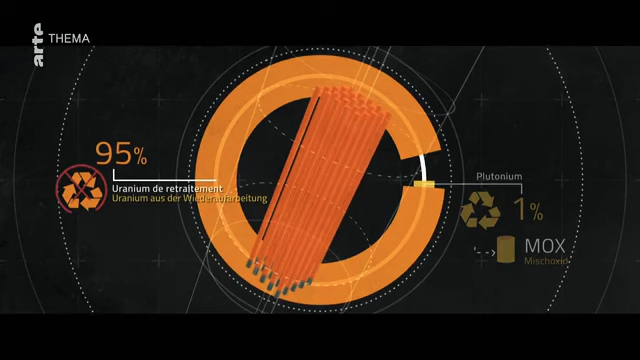 arte
THEMA
95%
Uranium de retraitement
Uranium aus der Wiederaufarbeitung
Plutonium
1%
MOX
Mischoxid